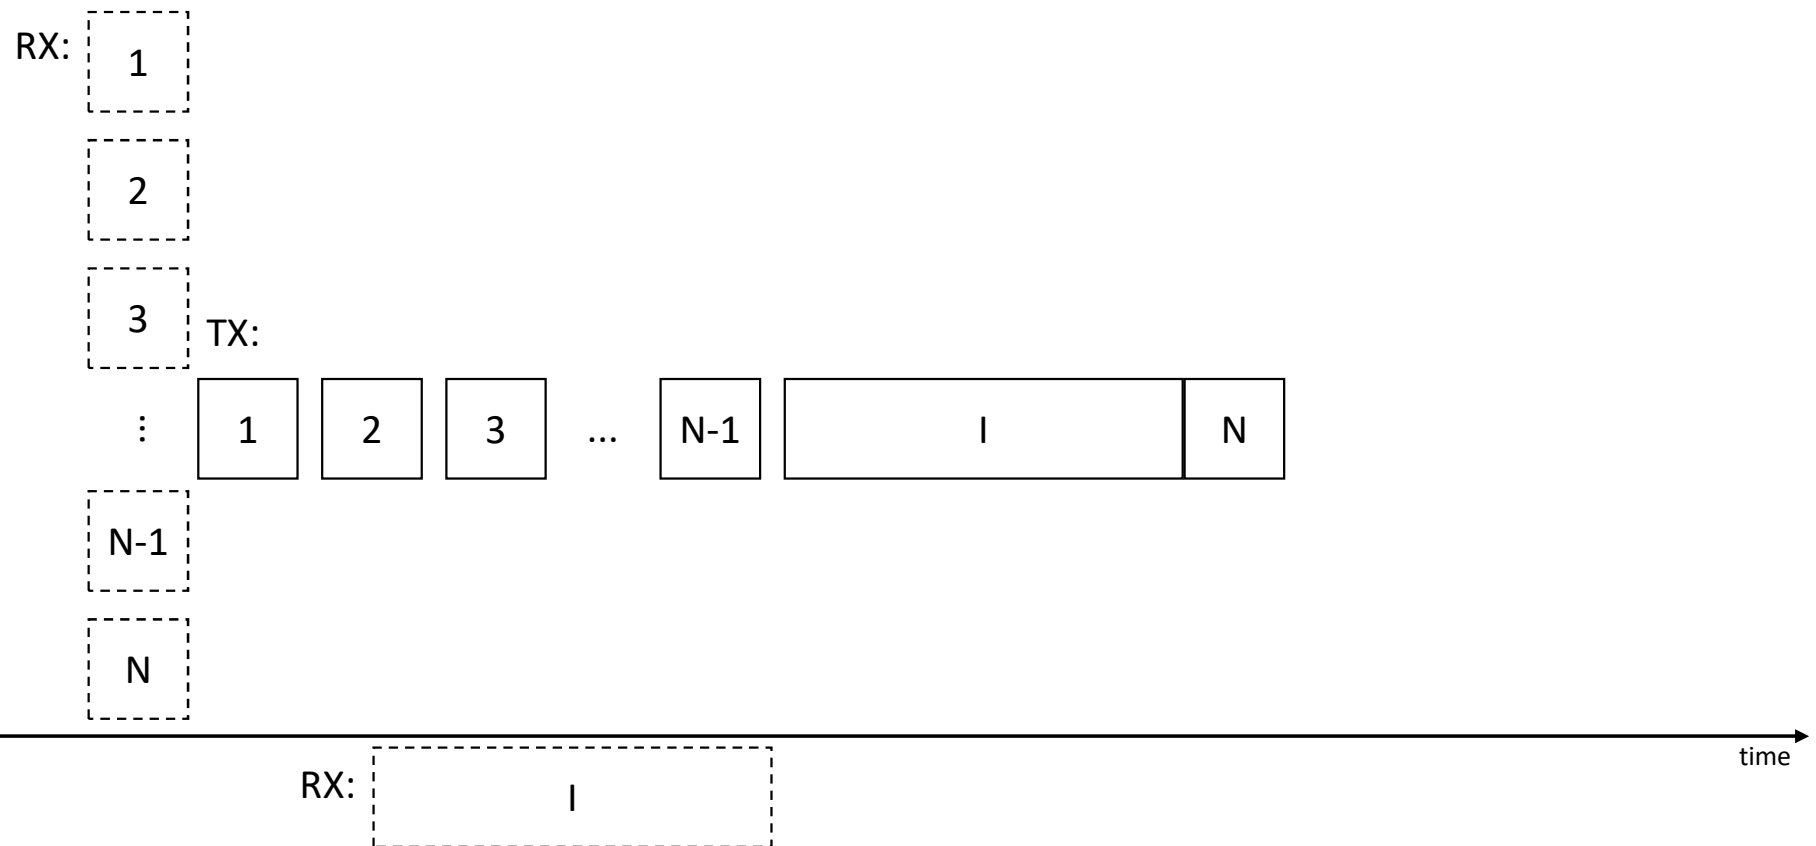 RX:
1
2
3
TX:
⋮
1 2 3 ... N-1 I N
N-1
N
time
RX:
I